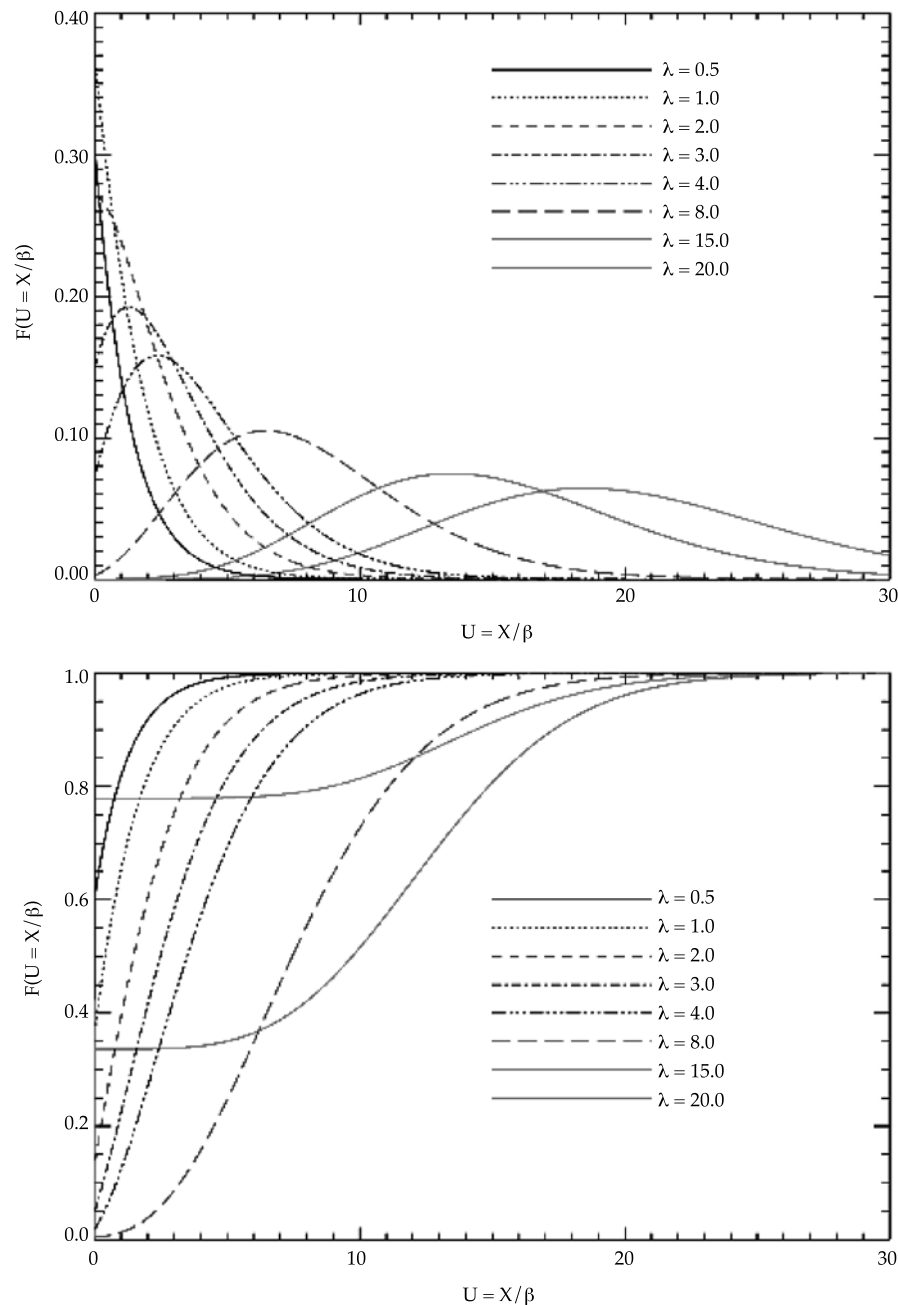 0.40
0.30
0.20
0.10
0.00
F(U = X/β)
λ = 0.5
λ = 1.0
λ = 2.0
λ = 3.0
λ = 4.0
λ = 8.0
λ = 15.0
λ = 20.0
0 10 20 30
U = X/β
1.0
0.8
0.6
0.4
0.2
0.0
F(U = X/β)
λ = 0.5
λ = 1.0
λ = 2.0
λ = 3.0
λ = 4.0
λ = 8.0
λ = 15.0
λ = 20.0
0 10 20 30
U = X/β